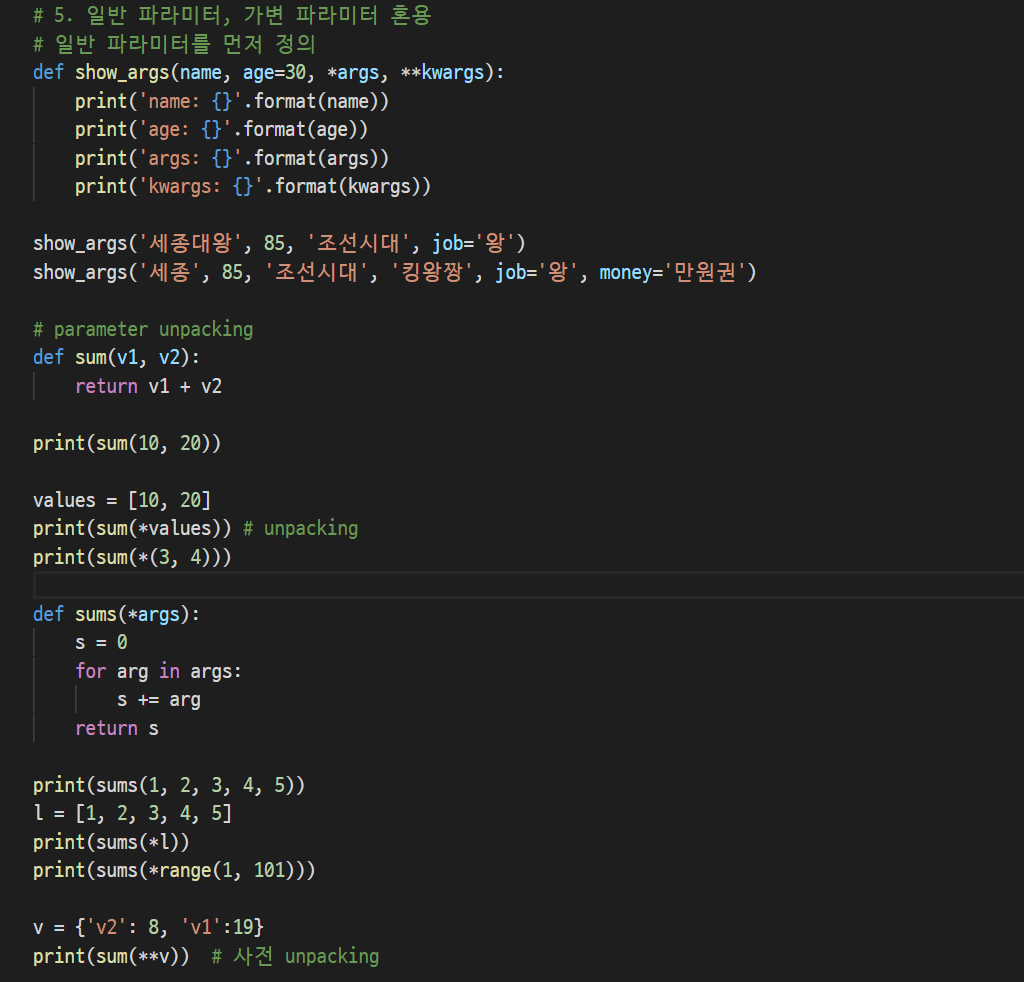 # 5. 일반 파라미터, 가변 파라미터 혼용
# 일반 파라미터를 먼저 정의
def show_args(name, age=30, *args, **kwargs):
    print('name: {}'.format(name))
    print('age: {}'.format(age))
    print('args: {}'.format(args))
    print('kwargs: {}'.format(kwargs))

show_args('세종대왕', 85, '조선시대', job='왕')
show_args('세종', 85, '조선시대', '킹왕짱', job='왕', money='만원권')

# parameter unpacking
def sum(v1, v2):
    return v1 + v2

print(sum(10, 20))

values = [10, 20]
print(sum(*values)) # unpacking
print(sum(*(3, 4)))

def sums(*args):
    s = 0
    for arg in args:
        s += arg
    return s

print(sums(1, 2, 3, 4, 5))
l = [1, 2, 3, 4, 5]
print(sums(*l))
print(sums(*range(1, 101)))

v = {'v2': 8, 'v1':19}
print(sum(**v))  # 사전 unpacking